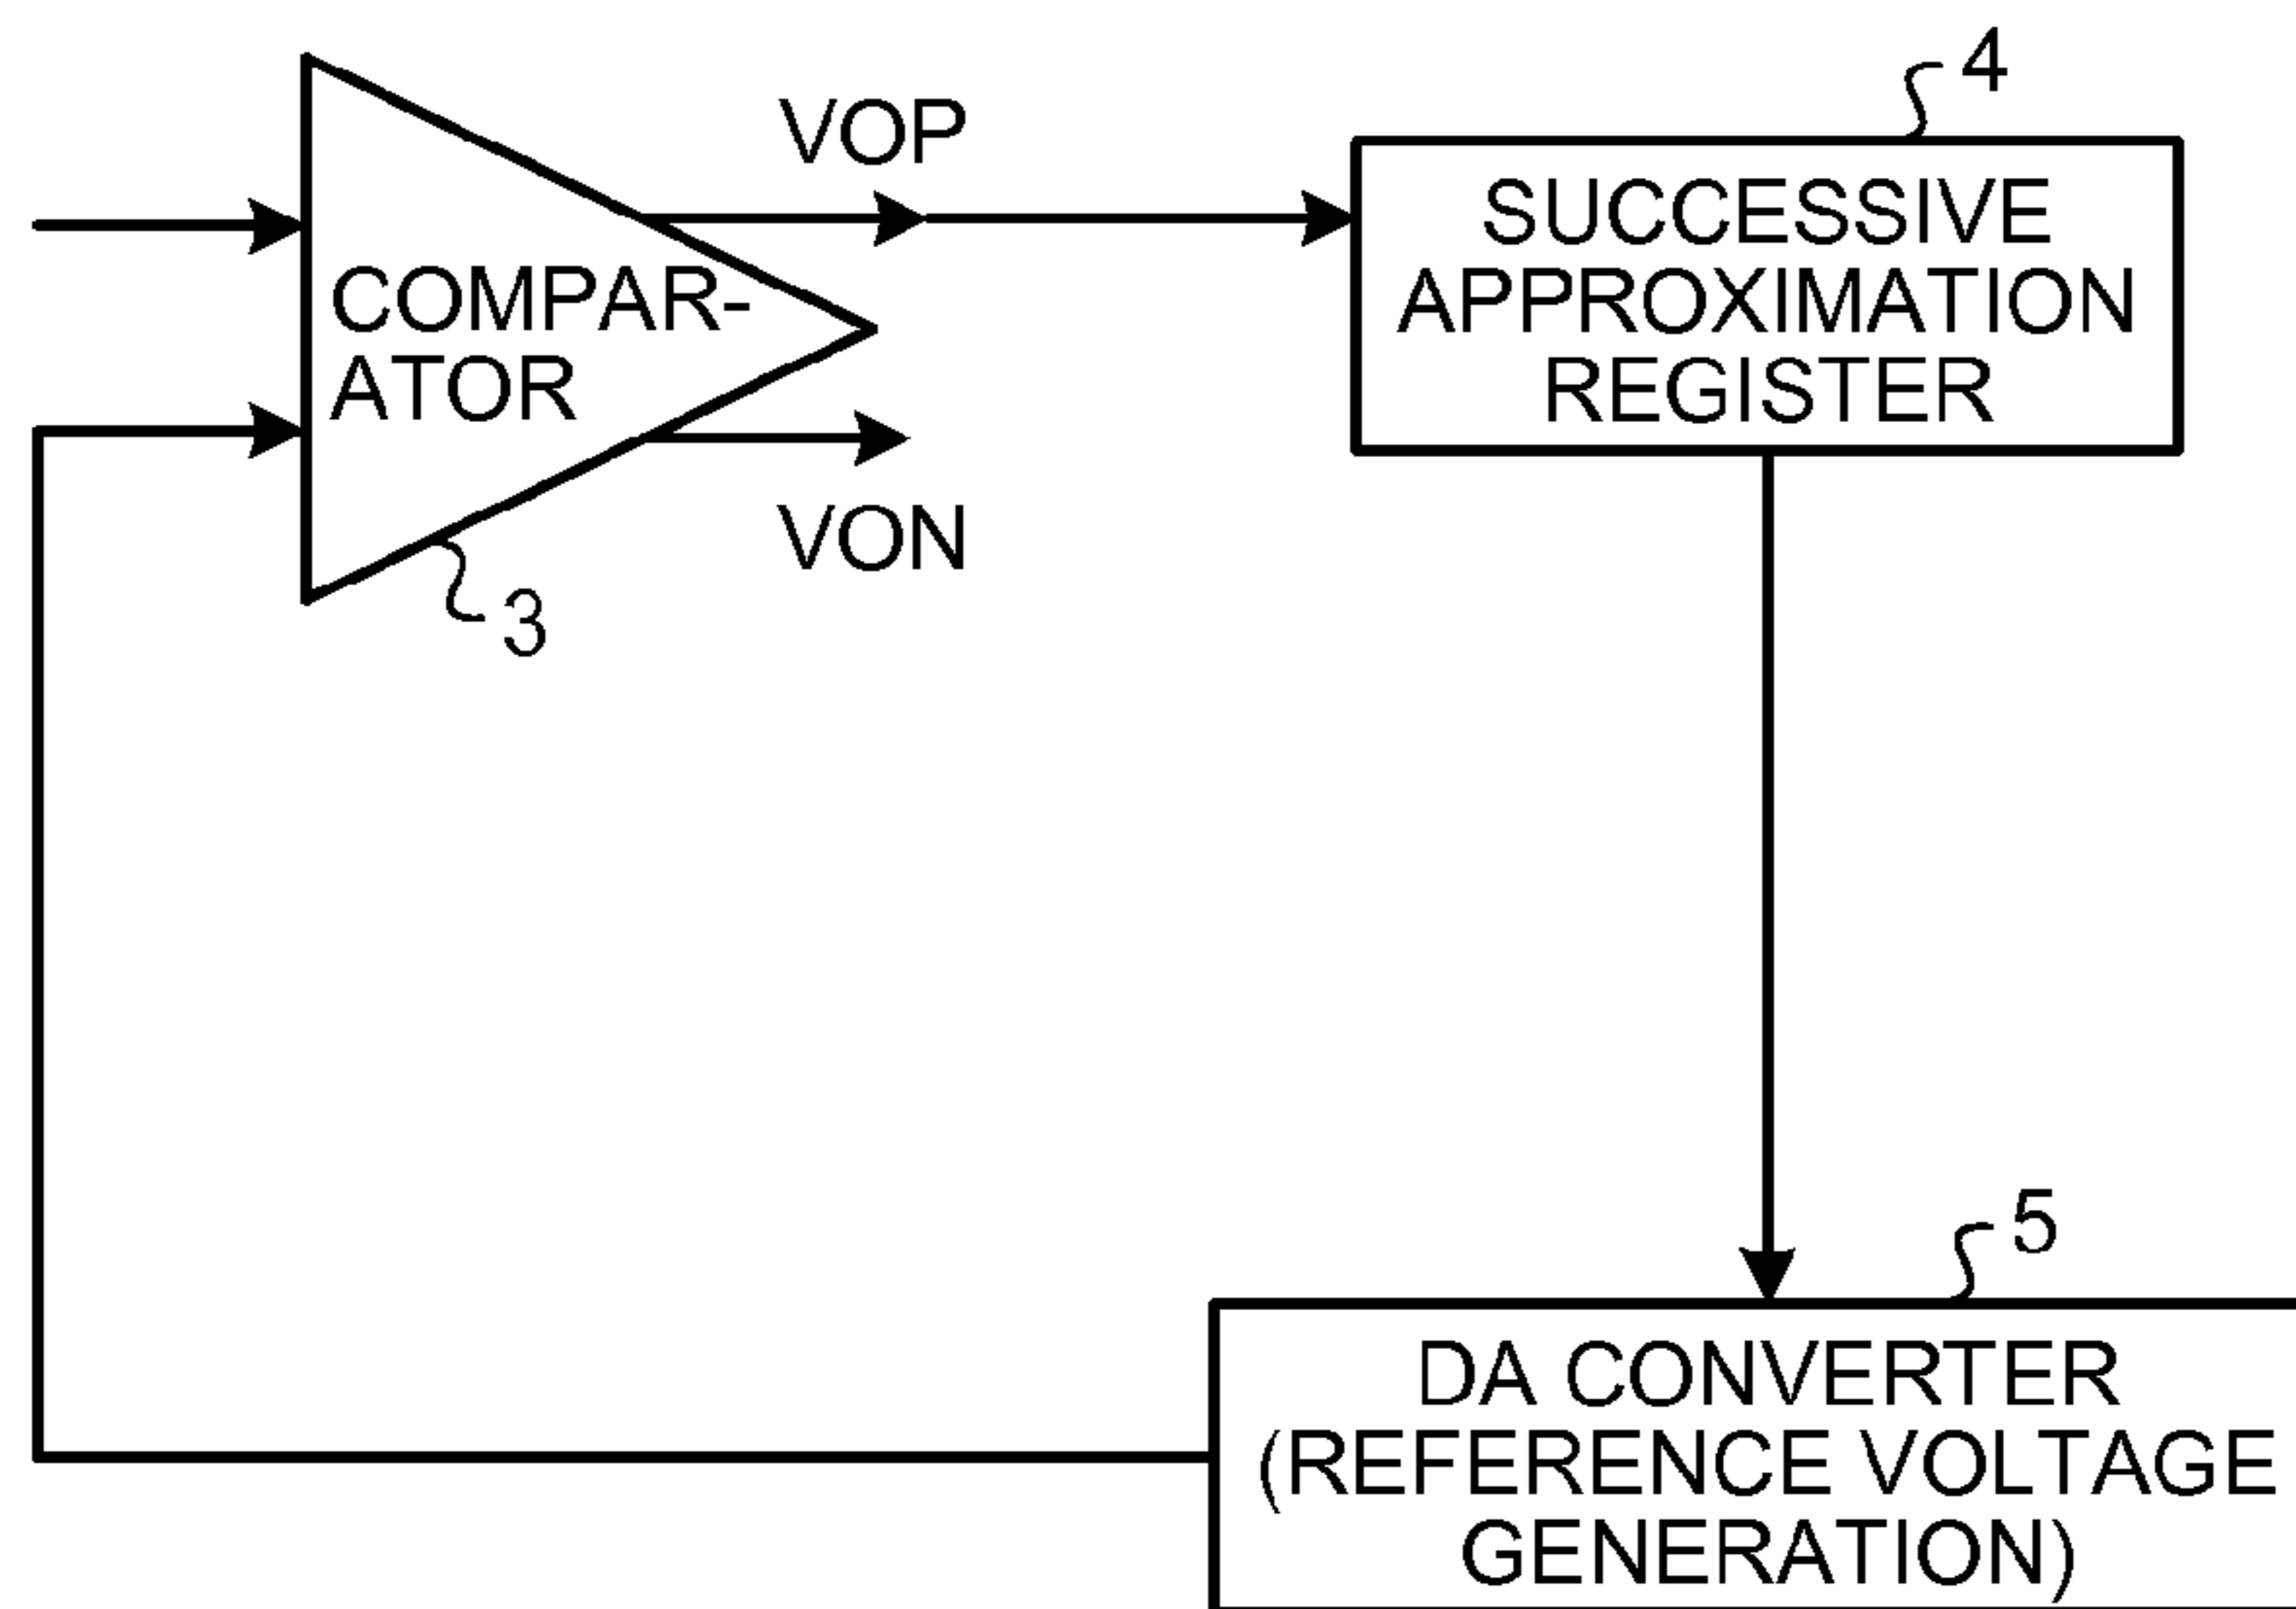 4
VOP
SUCCESSIVE
APPROXIMATION
REGISTER
COMPAR-
ATOR
VON
3
5
DA CONVERTER
(REFERENCE VOLTAGE
GENERATION)